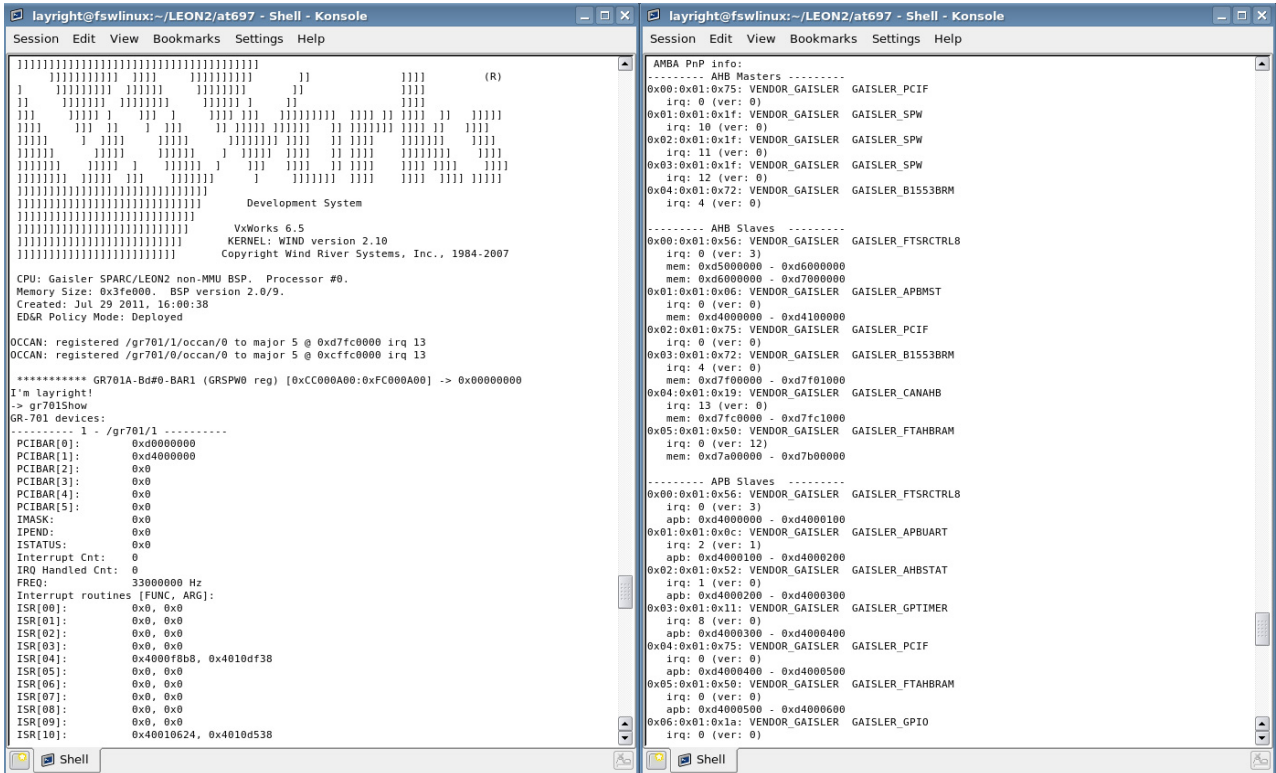 layright@fswlinux:~/LEON2/at697 - Shell - Konsole
Session Edit View Bookmarks Settings Help
(R)
Development System
VxWorks 6.5
KERNEL: WIND version 2.10
Copyright Wind River Systems, Inc., 1984-2007
CPU: Gaisler SPARC/LEON2 non-MMU BSP. Processor #0.
Memory Size: 0x3fe000. BSP version 2.0/9.
Created: Jul 29 2011, 16:00:38
ED&R Policy Mode: Deployed
OCCAN: registered /gr701/1/occan/0 to major 5 @ 0xd7fc0000 irq 13
OCCAN: registered /gr701/0/occan/0 to major 5 @ 0xcffc0000 irq 13
*********** GR701A-Bd#0-BAR1 (GRSPW0 reg) [0xCC000A00:0xFC000A00] -> 0x00000000
I'm layright!
-> gr701Show
GR-701 devices:
---------- 1 - /gr701/1 ----------
PCIBAR[0]: 0xd0000000
PCIBAR[1]: 0xd4000000
PCIBAR[2]: 0x0
PCIBAR[3]: 0x0
PCIBAR[4]: 0x0
PCIBAR[5]: 0x0
IMASK: 0x0
IPEND: 0x0
ISTATUS: 0x0
Interrupt Cnt: 0
IRQ Handled Cnt: 0
FREQ: 33000000 Hz
Interrupt routines [FUNC, ARG]:
ISR[00]: 0x0, 0x0
ISR[01]: 0x0, 0x0
ISR[02]: 0x0, 0x0
ISR[03]: 0x0, 0x0
ISR[04]: 0x4000f8b8, 0x4010df38
ISR[05]: 0x0, 0x0
ISR[06]: 0x0, 0x0
ISR[07]: 0x0, 0x0
ISR[08]: 0x0, 0x0
ISR[09]: 0x0, 0x0
ISR[10]: 0x40010624, 0x4010d538
Shell
layright@fswlinux:~/LEON2/at697 - Shell - Konsole
Session Edit View Bookmarks Settings Help
AMBA PnP info:
--------- AHB Masters ---------
0x00:0x01:0x75: VENDOR_GAISLER GAISLER_PCIF
irq: 0 (ver: 0)
0x01:0x01:0x1f: VENDOR_GAISLER GAISLER_SPW
irq: 10 (ver: 0)
0x02:0x01:0x1f: VENDOR_GAISLER GAISLER_SPW
irq: 11 (ver: 0)
0x03:0x01:0x1f: VENDOR_GAISLER GAISLER_SPW
irq: 12 (ver: 0)
0x04:0x01:0x72: VENDOR_GAISLER GAISLER_B1553BRM
irq: 4 (ver: 0)
--------- AHB Slaves ---------
0x00:0x01:0x56: VENDOR_GAISLER GAISLER_FTSRCTRL8
irq: 0 (ver: 3)
mem: 0xd5000000 - 0xd6000000
mem: 0xd6000000 - 0xd7000000
0x01:0x01:0x06: VENDOR_GAISLER GAISLER_APBMST
irq: 0 (ver: 0)
mem: 0xd4000000 - 0xd4100000
0x02:0x01:0x75: VENDOR_GAISLER GAISLER_PCIF
irq: 0 (ver: 0)
0x03:0x01:0x72: VENDOR_GAISLER GAISLER_B1553BRM
irq: 4 (ver: 0)
mem: 0xd7f00000 - 0xd7f01000
0x04:0x01:0x19: VENDOR_GAISLER GAISLER_CANAHB
irq: 13 (ver: 0)
mem: 0xd7fc0000 - 0xd7fc1000
0x05:0x01:0x50: VENDOR_GAISLER GAISLER_FTAHBRAM
irq: 0 (ver: 12)
mem: 0xd7a00000 - 0xd7b00000
--------- APB Slaves ---------
0x00:0x01:0x56: VENDOR_GAISLER GAISLER_FTSRCTRL8
irq: 0 (ver: 3)
apb: 0xd4000000 - 0xd4000100
0x01:0x01:0x0c: VENDOR_GAISLER GAISLER_APBUART
irq: 2 (ver: 1)
apb: 0xd4000100 - 0xd4000200
0x02:0x01:0x52: VENDOR_GAISLER GAISLER_AHBSTAT
irq: 1 (ver: 0)
apb: 0xd4000200 - 0xd4000300
0x03:0x01:0x11: VENDOR_GAISLER GAISLER_GPTIMER
irq: 8 (ver: 0)
apb: 0xd4000300 - 0xd4000400
0x04:0x01:0x75: VENDOR_GAISLER GAISLER_PCIF
irq: 0 (ver: 0)
apb: 0xd4000400 - 0xd4000500
0x05:0x01:0x50: VENDOR_GAISLER GAISLER_FTAHBRAM
irq: 0 (ver: 0)
apb: 0xd4000500 - 0xd4000600
0x06:0x01:0x1a: VENDOR_GAISLER GAISLER_GPIO
irq: 0 (ver: 0)
Shell